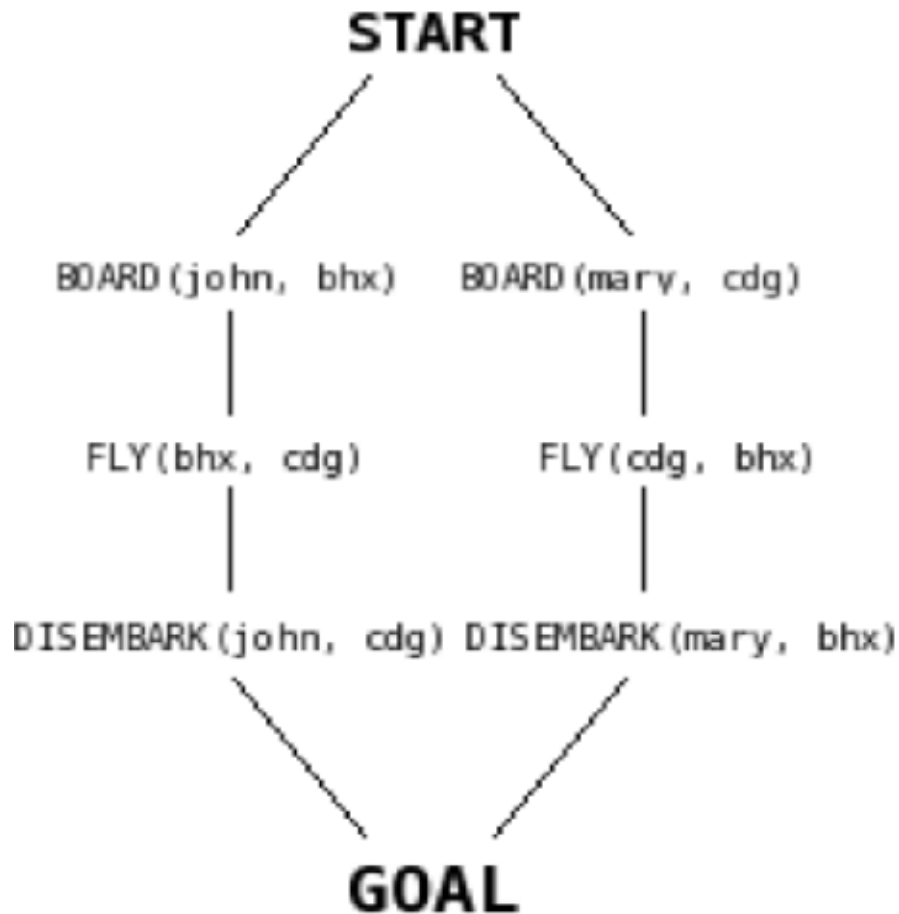 START
BOARD(john, bhx) BOARD(mary, cdg)
FLY(bhx, cdg) FLY(cdg, bhx)
DISEMBARK(john, cdg) DISEMBARK(mary, bhx)
GOAL